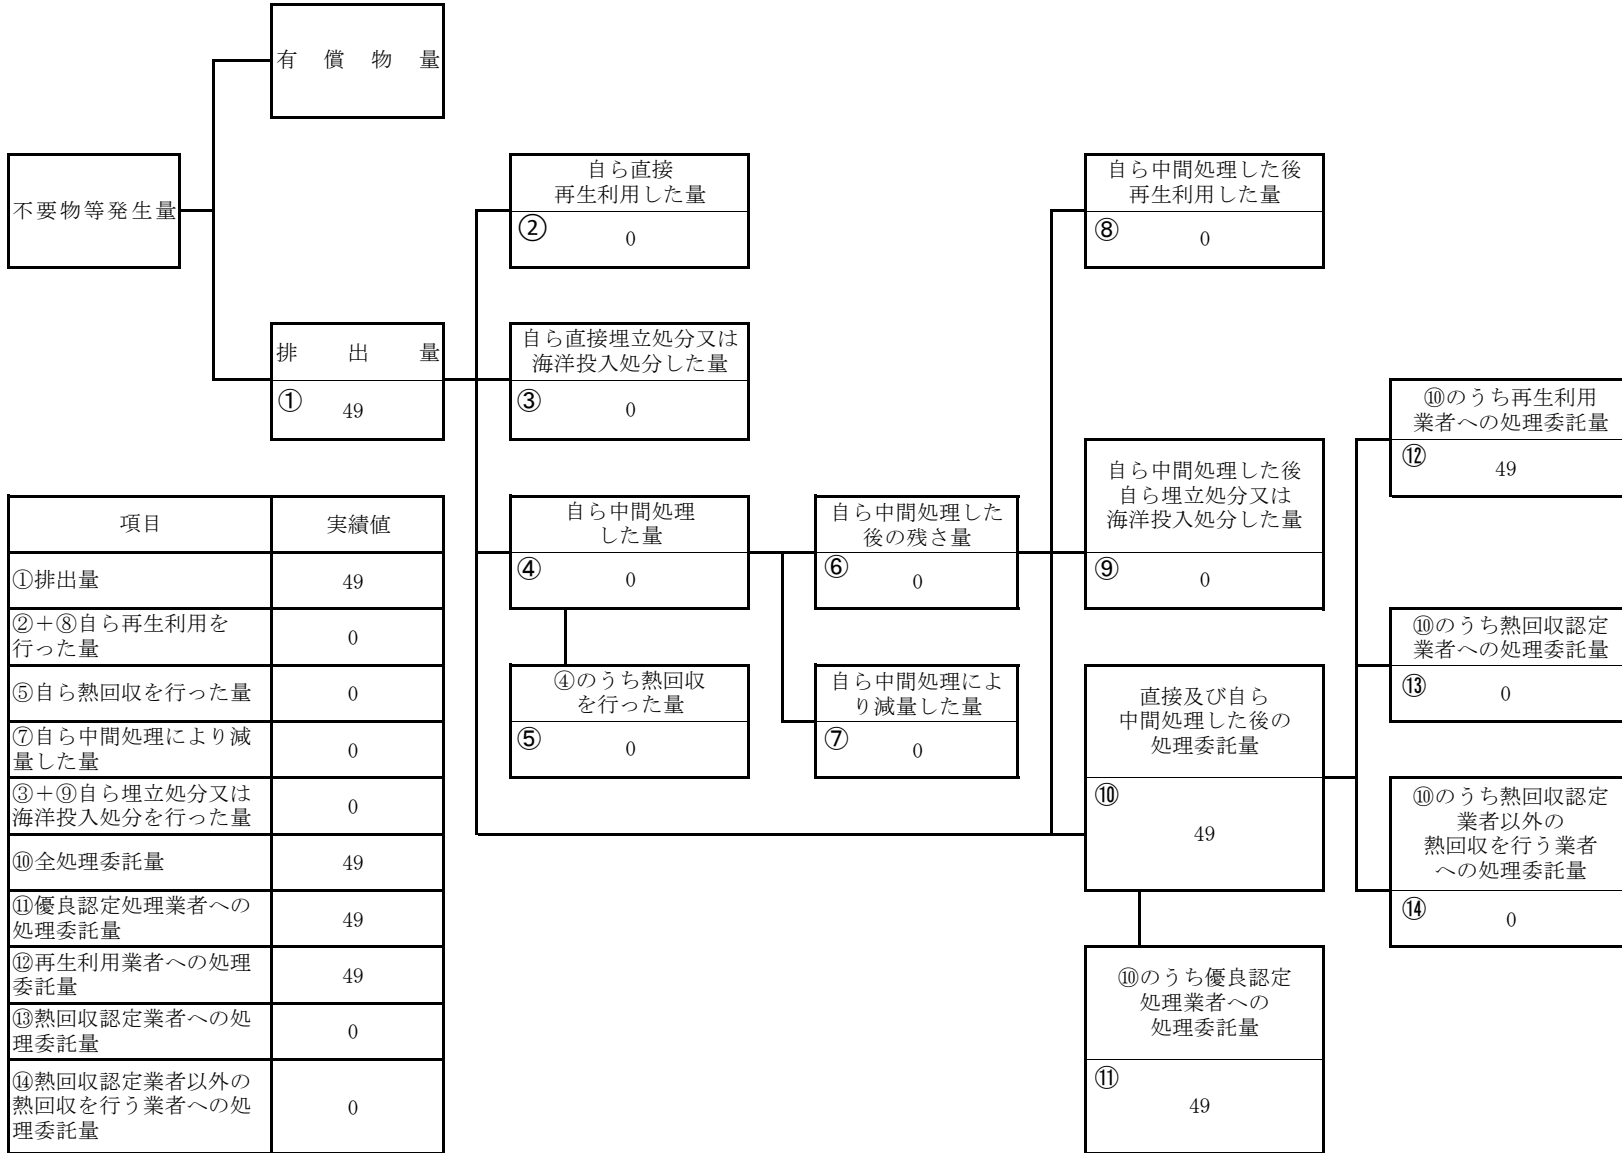 有償物量
不要物等発生量
自ら直接
再生利用した量
② 0
自ら中間処理した後
再生利用した量
⑧ 0
排出量
① 49
自ら直接埋立処分又は
海洋投入処分した量
③ 0
⑩のうち再生利用
業者への処理委託量
⑫ 49
自ら中間処理
した量
④ 0
自ら中間処理した
後の残さ量
⑥ 0
自ら中間処理した後
自ら埋立処分又は
海洋投入処分した量
⑨ 0
④のうち熱回収
を行った量
⑤ 0
自ら中間処理によ
り減量した量
⑦ 0
直接及び自ら
中間処理した後の
処理委託量
⑩
49
⑩のうち熱回収認定
業者への処理委託量
⑬ 0
⑩のうち熱回収認定
業者以外の
熱回収を行う業者
への処理委託量
⑭ 0
⑩のうち優良認定
処理業者への
処理委託量
⑪
49
項目 実績値
①排出量 49
②+⑧自ら再生利用を
行った量 0
⑤自ら熱回収を行った量 0
⑦自ら中間処理により減
量した量 0
③+⑨自ら埋立処分又は
海洋投入処分を行った量 0
⑩全処理委託量 49
⑪優良認定処理業者への
処理委託量 49
⑫再生利用業者への処理
委託量 49
⑬熱回収認定業者への処
理委託量 0
⑭熱回収認定業者以外の
熱回収を行う業者への処 0
理委託量